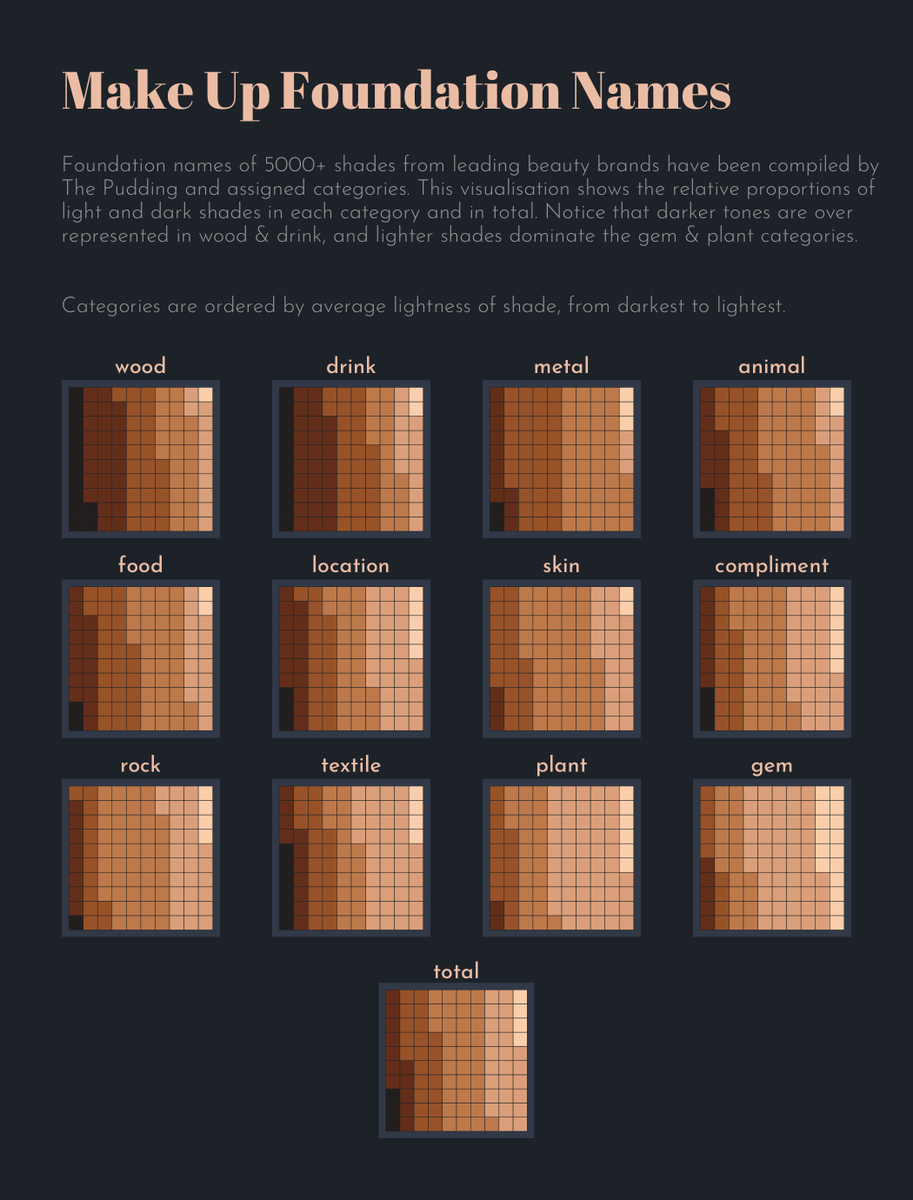 Make Up Foundation Names
Foundation names of 5000+ shades from leading beauty brands have been compiled by
The Pudding and assigned categories. This visualisation shows the relative proportions of
light and dark shades in each category and in total. Notice that darker tones are over
represented in wood & drink, and lighter shades dominate the gem & plant categories.
Categories are ordered by average lightness of shade, from darkest to lightest.
wood drink metal animal
food location skin compliment
rock textile plant gem
total